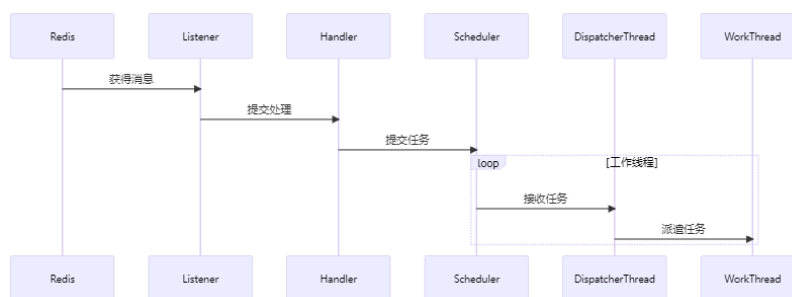 Redis
Listener
Handler
Scheduler
DispatcherThread
WorkThread
获得消息
提交处理
提交任务
loop
[工作线程]
接收任务
派遣任务
Redis
Listener
Handler
Scheduler
DispatcherThread
WorkThread